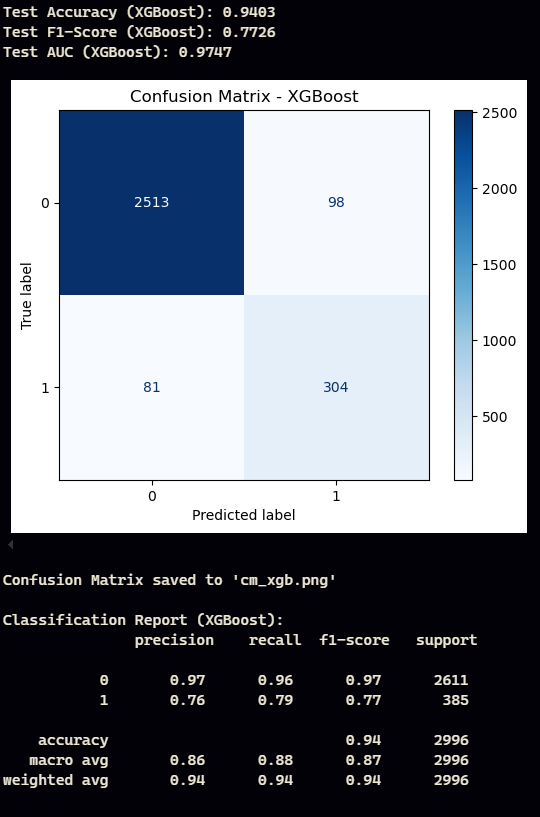 Test Accuracy (XGBoost): 0.9403
Test F1-Score (XGBoost): 0.7726
Test AUC (XGBoost): 0.9747
Confusion Matrix - XGBoost
2500
2000
1500
1000
500
True label
0
2513 98
1
81 304
0 1
Predicted label
Confusion Matrix saved to 'cm_xgb.png'
Classification Report (XGBoost):
precision recall f1-score support
0 0.97 0.96 0.97 2611
1 0.76 0.79 0.77 385
accuracy 0.94 2996
macro avg 0.86 0.88 0.87 2996
weighted avg 0.94 0.94 0.94 2996